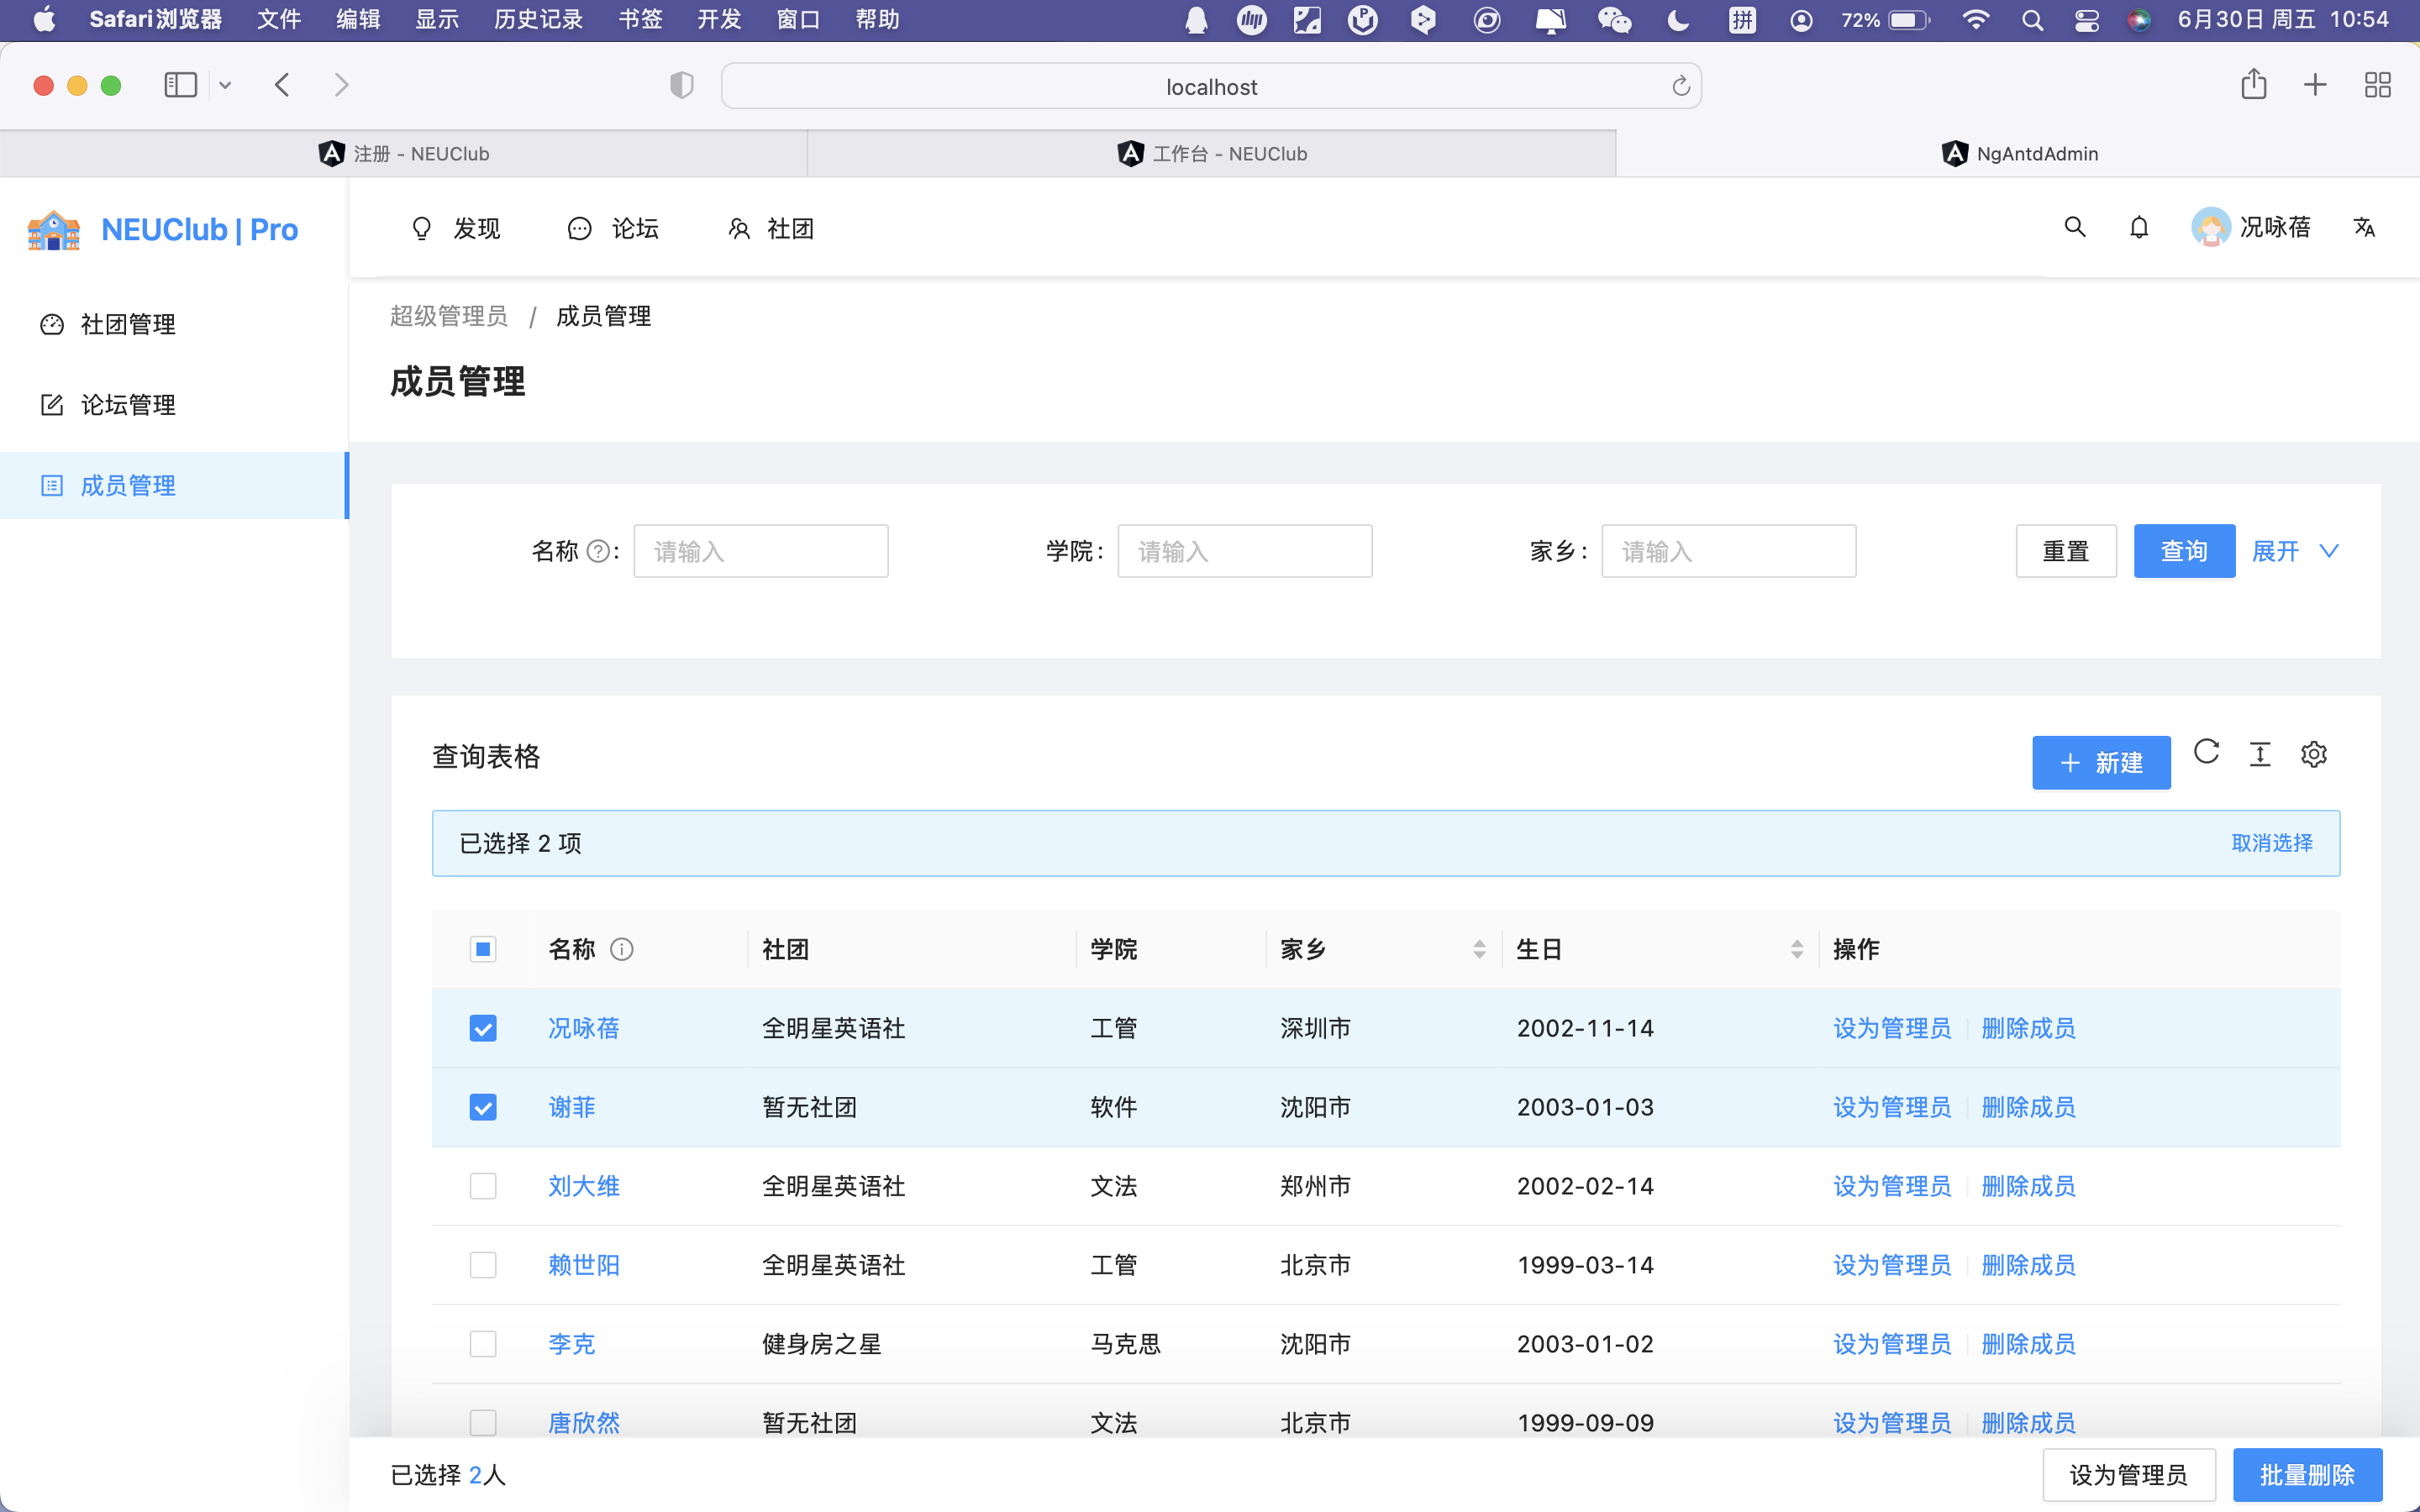 Safari浏览器 文件 编辑 显示 历史记录 书签 开发 窗口 帮助 拼 72% 6月30日 周五 10:54
localhost
注册 - NEUClub 工作台 - NEUClub NgAntdAdmin
NEUClub | Pro 发现 论坛 社团 况咏蓓
社团管理
论坛管理
成员管理
超级管理员 / 成员管理
成员管理
名称 ? : 请输入 学院 : 请输入 家乡 : 请输入 重置 查询 展开
查询表格 + 新建
已选择 2 项 取消选择
名称 社团 学院 家乡 生日 操作
况咏蓓 全明星英语社 工管 深圳市 2002-11-14 设为管理员 删除成员
谢菲 暂无社团 软件 沈阳市 2003-01-03 设为管理员 删除成员
刘大维 全明星英语社 文法 郑州市 2002-02-14 设为管理员 删除成员
赖世阳 全明星英语社 工管 北京市 1999-03-14 设为管理员 删除成员
李克 健身房之星 马克思 沈阳市 2003-01-02 设为管理员 删除成员
唐欣然 暂无社团 文法 北京市 1999-09-09 设为管理员 删除成员
已选择 2人 设为管理员 批量删除